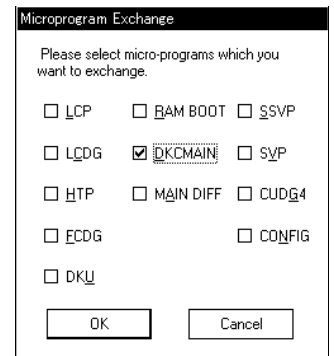 Microprogram Exchange
Please select micro-programs which you
want to exchange.
LCP RAM BOOT SSVP
LCDG DKCMAIN SVP
HTP MAIN DIFF CUDG4
FCDG CONFIG
DKU
OK Cancel